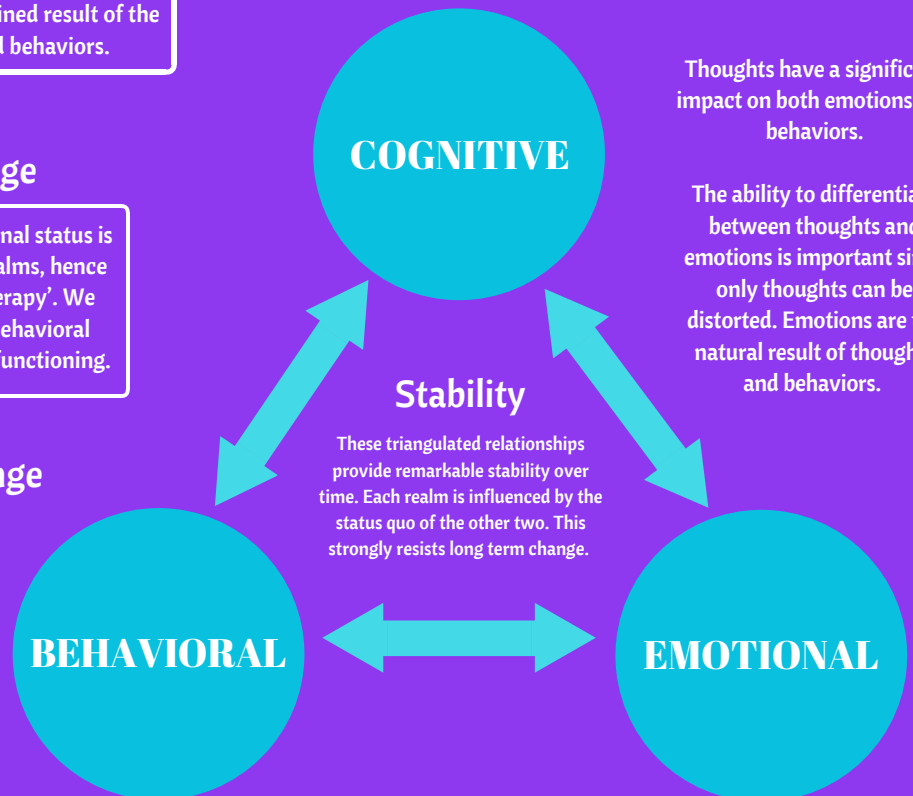 ined result of the
d behaviors.
ge
nal status is
alms, hence
erapy’. We
ehavioral
functioning.
nge
COGNITIVE
Thoughts have a signific
impact on both emotions
behaviors.
The ability to differentia
between thoughts and
emotions is important sin
only thoughts can be
distorted. Emotions are t
natural result of though
and behaviors.
Stability
These triangulated relationships
provide remarkable stability over
time. Each realm is influenced by the
status quo of the other two. This
strongly resists long term change.
BEHAVIORAL
EMOTIONAL